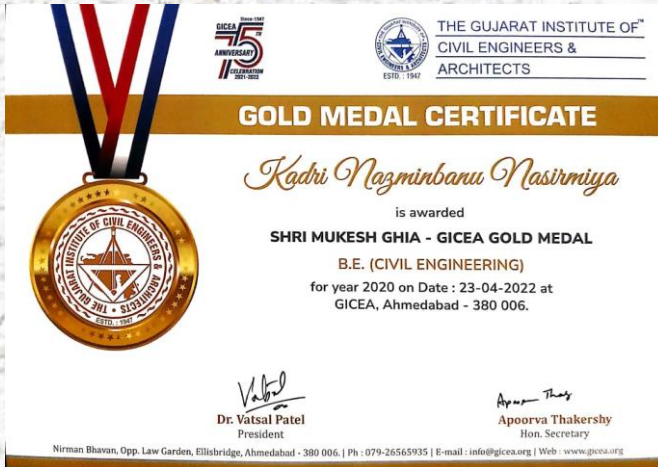 Since:1947
GICEA
75TH
ANNIVERSARY
CELEBRATION
2021-2022
ESTD. : 1947
THE GUJARAT INSTITUTE OF™
CIVIL ENGINEERS &
ARCHITECTS
GOLD MEDAL CERTIFICATE
Kadri Nazminbanu Nasirmiya
is awarded
SHRI MUKESH GHIA - GICEA GOLD MEDAL
B.E. (CIVIL ENGINEERING)
for year 2020 on Date : 23-04-2022 at
GICEA, Ahmedabad - 380 006.
THE GUJARAT INSTITUTE OF CIVIL ENGINEERS & ARCHITECTS
ESTD. : 1947
Dr. Vatsal Patel
President
Apoorva Thakershy
Hon. Secretary
Nirman Bhavan, Opp. Law Garden, Ellisbridge, Ahmedabad - 380 006. | Ph : 079-26565935 | E-mail : info@gicea.org | Web : www.gicea.org